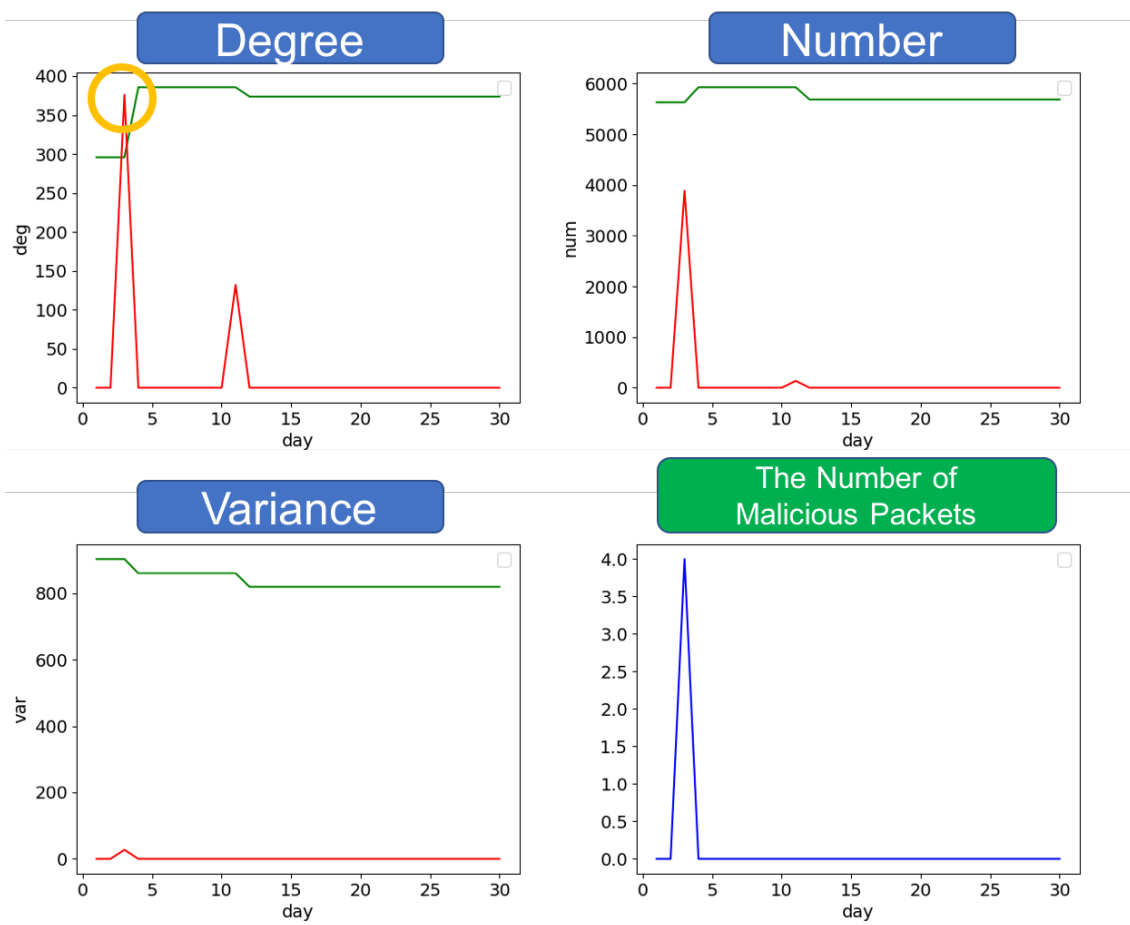 Degree
400
350
300
250
200
150
100
50
0
deg
0 5 10 15 20 25 30
day
Number
6000
5000
4000
3000
2000
1000
0
num
0 5 10 15 20 25 30
day
Variance
800
600
400
200
0
var
0 5 10 15 20 25 30
day
The Number of
Malicious Packets
4.0
3.5
3.0
2.5
2.0
1.5
1.0
0.5
0.0
0 5 10 15 20 25 30
day